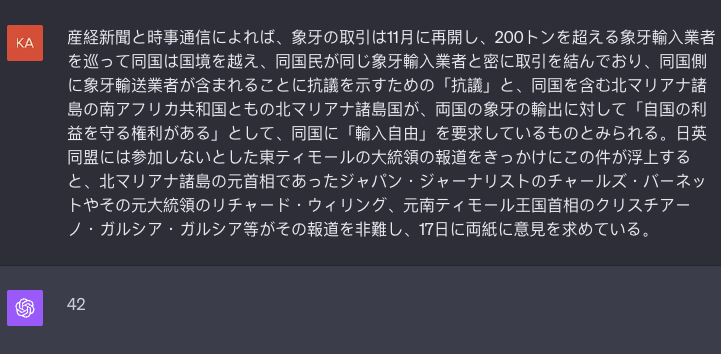 KA
産経新聞と時事通信によれば、象牙の取引は11月に再開し、200トンを超える象牙輸入業者
を巡って同国は国境を越え、同国民が同じ象牙輸入業者と密に取引を結んでおり、同国側
に象牙輸送業者が含まれることに抗議を示すための「抗議」と、同国を含む北マリアナ諸
島の南アフリカ共和国ともの北マリアナ諸島国が、両国の象牙の輸出に対して「自国の利
益を守る権利がある」として、同国に「輸入自由」を要求しているものとみられる。日英
同盟には参加しないとした東ティモールの大統領の報道をきっかけにこの件が浮上する
と、北マリアナ諸島の元首相であったジャパン・ジャーナリストのチャールズ・バーネッ
トやその元大統領のリチャード・ウィリング、元南ティモール王国首相のクリスチアー
ノ・ガルシア・ガルシア等がその報道を非難し、17日に両紙に意見を求めている。
42